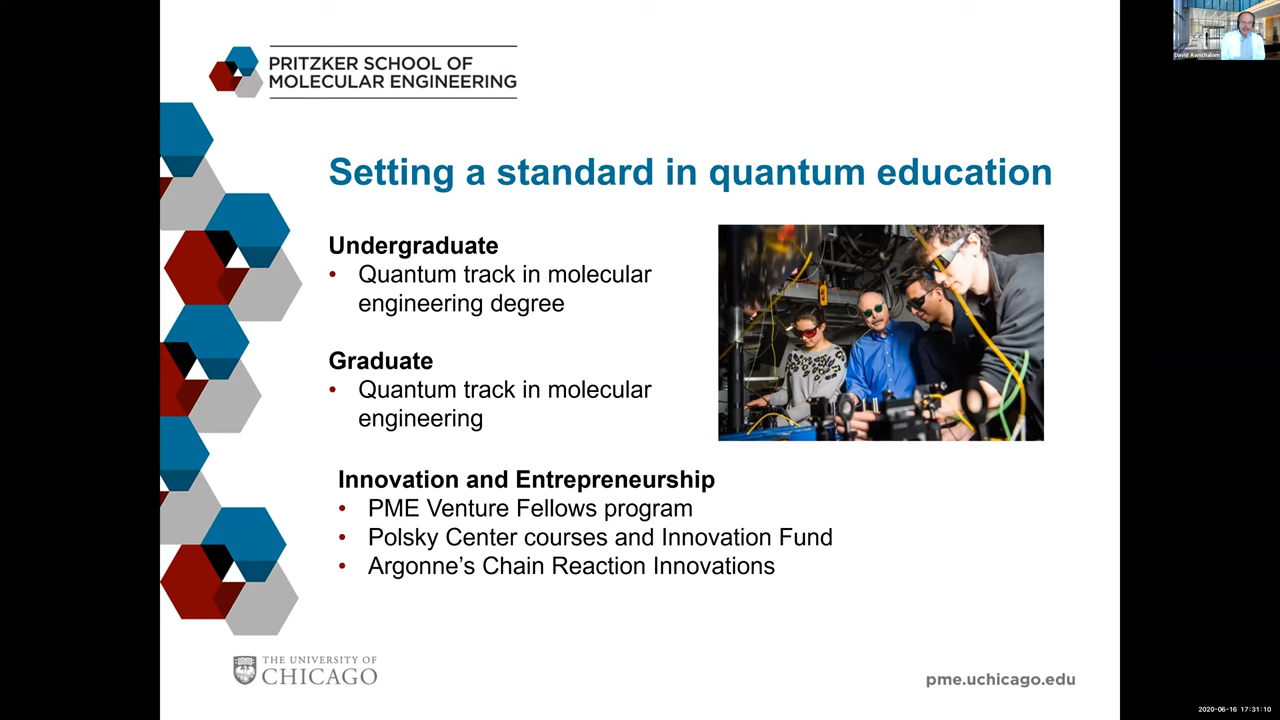 David Awschalom
PRITZKER SCHOOL OF
MOLECULAR ENGINEERING
Setting a standard in quantum education
Undergraduate
• Quantum track in molecular
engineering degree
Graduate
• Quantum track in molecular
engineering
Innovation and Entrepreneurship
• PME Venture Fellows program
• Polsky Center courses and Innovation Fund
• Argonne’s Chain Reaction Innovations
THE UNIVERSITY OF
CHICAGO
pme.uchicago.edu
2020-06-16 17:31:10